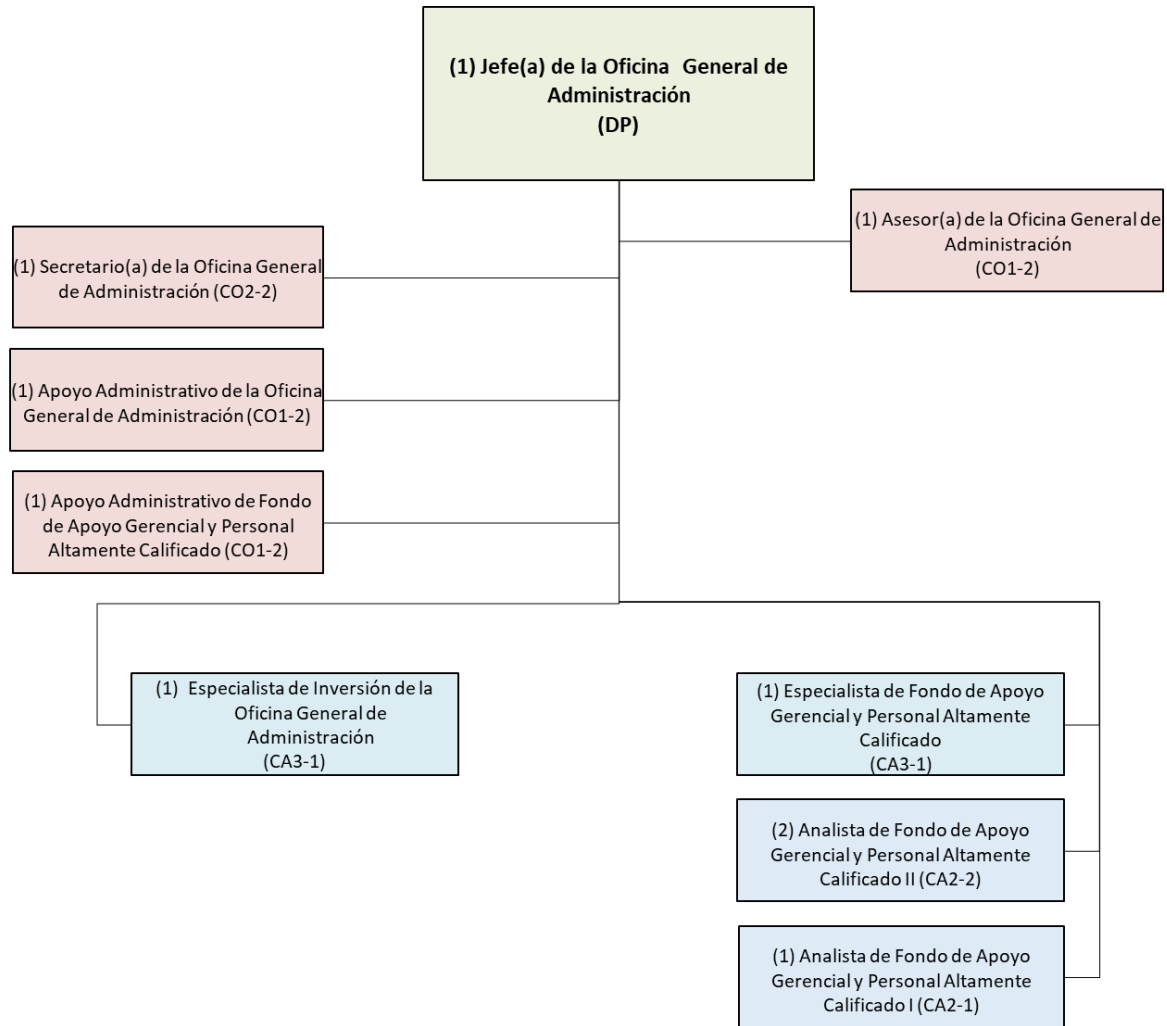 (1) Jefe(a) de la Oficina General de
Administración
(DP)
(1) Asesor(a) de la Oficina General de
Administración
(CO1-2)
(1) Secretario(a) de la Oficina General
de Administración (CO2-2)
(1) Apoyo Administrativo de la Oficina
General de Administración (CO1-2)
(1) Apoyo Administrativo de Fondo
de Apoyo Gerencial y Personal
Altamente Calificado (CO1-2)
(1) Especialista de Inversión de la
Oficina General de
Administración
(CA3-1)
(1) Especialista de Fondo de Apoyo
Gerencial y Personal Altamente
Calificado
(CA3-1)
(2) Analista de Fondo de Apoyo
Gerencial y Personal Altamente
Calificado II (CA2-2)
(1) Analista de Fondo de Apoyo
Gerencial y Personal Altamente
Calificado I (CA2-1)